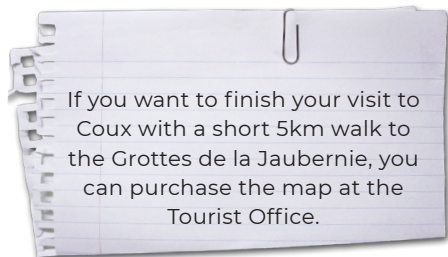 If you want to finish your visit to
Coux with a short 5km walk to
the Grottes de la Jaubernie, you
can purchase the map at the
Tourist Office.